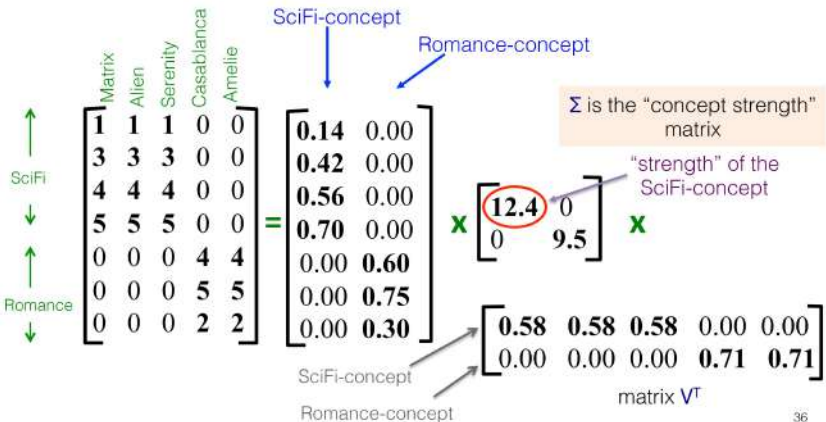 SciFi-concept
Romance-concept
Matrix
Alien
Serenity
Casablanca
Amelie
Σ is the “concept strength”
matrix
“strength” of the
SciFi-concept
SciFi
Romance
1 1 1 0 0
3 3 3 0 0
4 4 4 0 0
5 5 5 0 0
0 0 0 4 4
0 0 0 5 5
0 0 0 2 2
=
0.14 0.00
0.42 0.00
0.56 0.00
0.70 0.00
0.00 0.60
0.00 0.75
0.00 0.30
x
12.4 0
0 9.5
x
0.58 0.58 0.58 0.00 0.00
0.00 0.00 0.00 0.71 0.71
SciFi-concept
Romance-concept
matrix Vᵀ
36